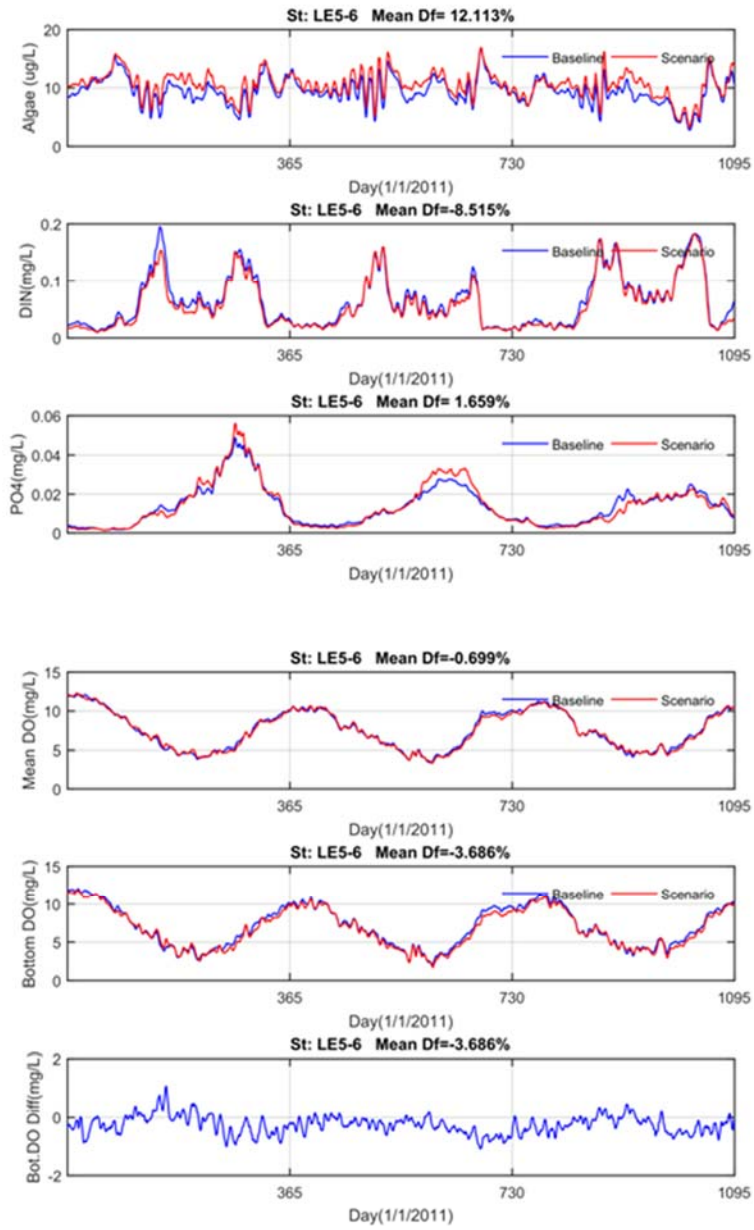 St: LE5-6 Mean Df= 12.113%
Algae (ug/L)
20
10
0
Baseline Scenario
365 730 1095
Day(1/1/2011)
St: LE5-6 Mean Df=-8.515%
DIN(mg/L)
0.2
0.1
0
Baseline Scenario
365 730 1095
Day(1/1/2011)
St: LE5-6 Mean Df= 1.659%
PO4(mg/L)
0.06
0.04
0.02
0
Baseline Scenario
365 730 1095
Day(1/1/2011)
St: LE5-6 Mean Df=-0.699%
Mean DO(mg/L)
15
10
5
0
Baseline Scenario
365 730 1095
Day(1/1/2011)
St: LE5-6 Mean Df=-3.686%
Bottom DO(mg/L)
15
10
5
0
Baseline Scenario
365 730 1095
Day(1/1/2011)
St: LE5-6 Mean Df=-3.686%
Bot.DO Diff(mg/L)
2
0
-2
365 730 1095
Day(1/1/2011)